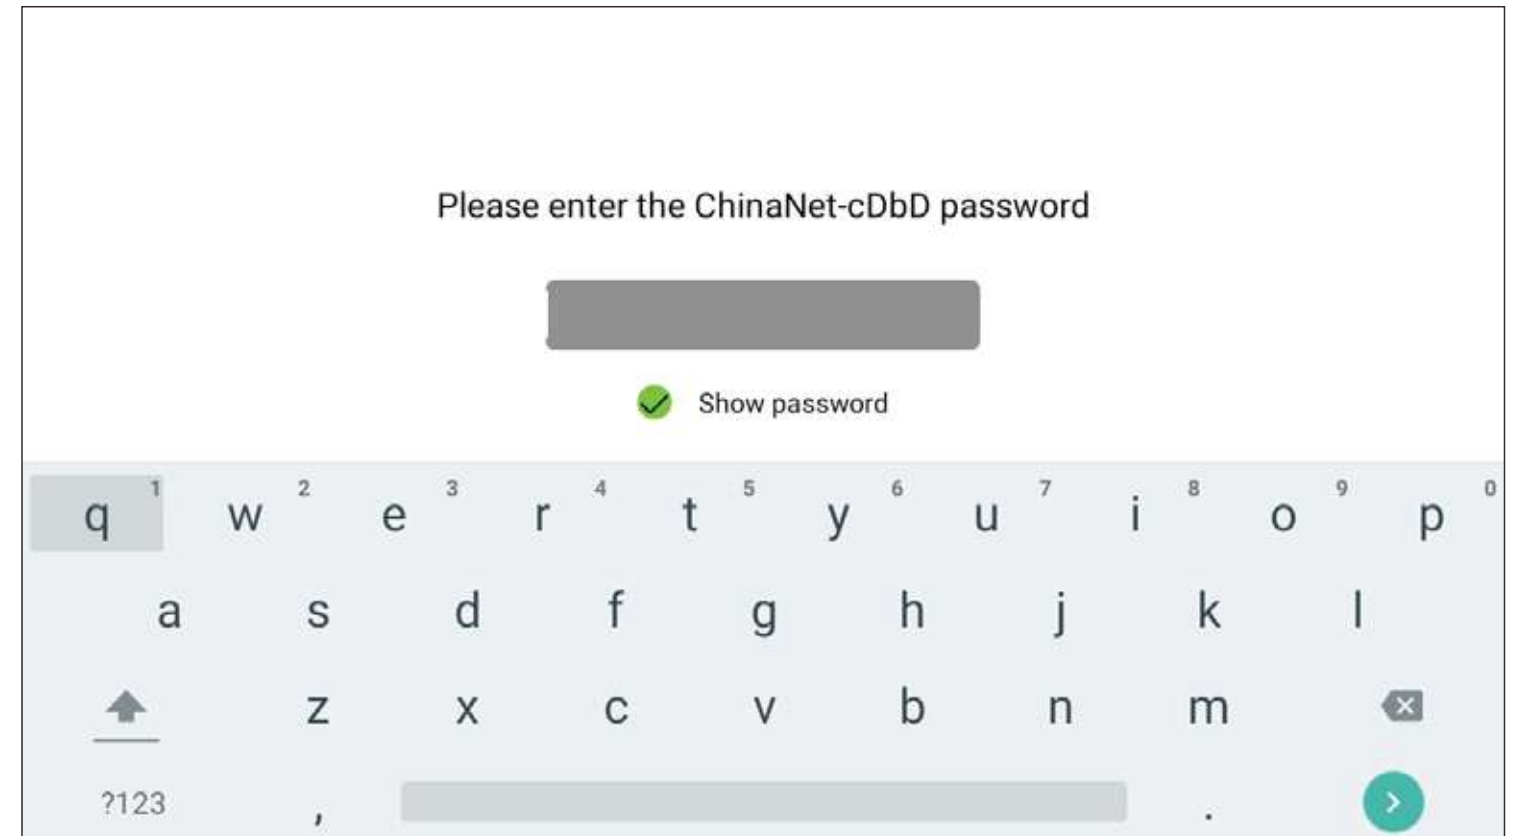 Please enter the ChinaNet-cDbD password
Show password
q 1 w 2 e 3 r 4 t 5 y 6 u 7 i 8 o 9 p 0
a s d f g h j k l
z x c v b n m
?123 , .